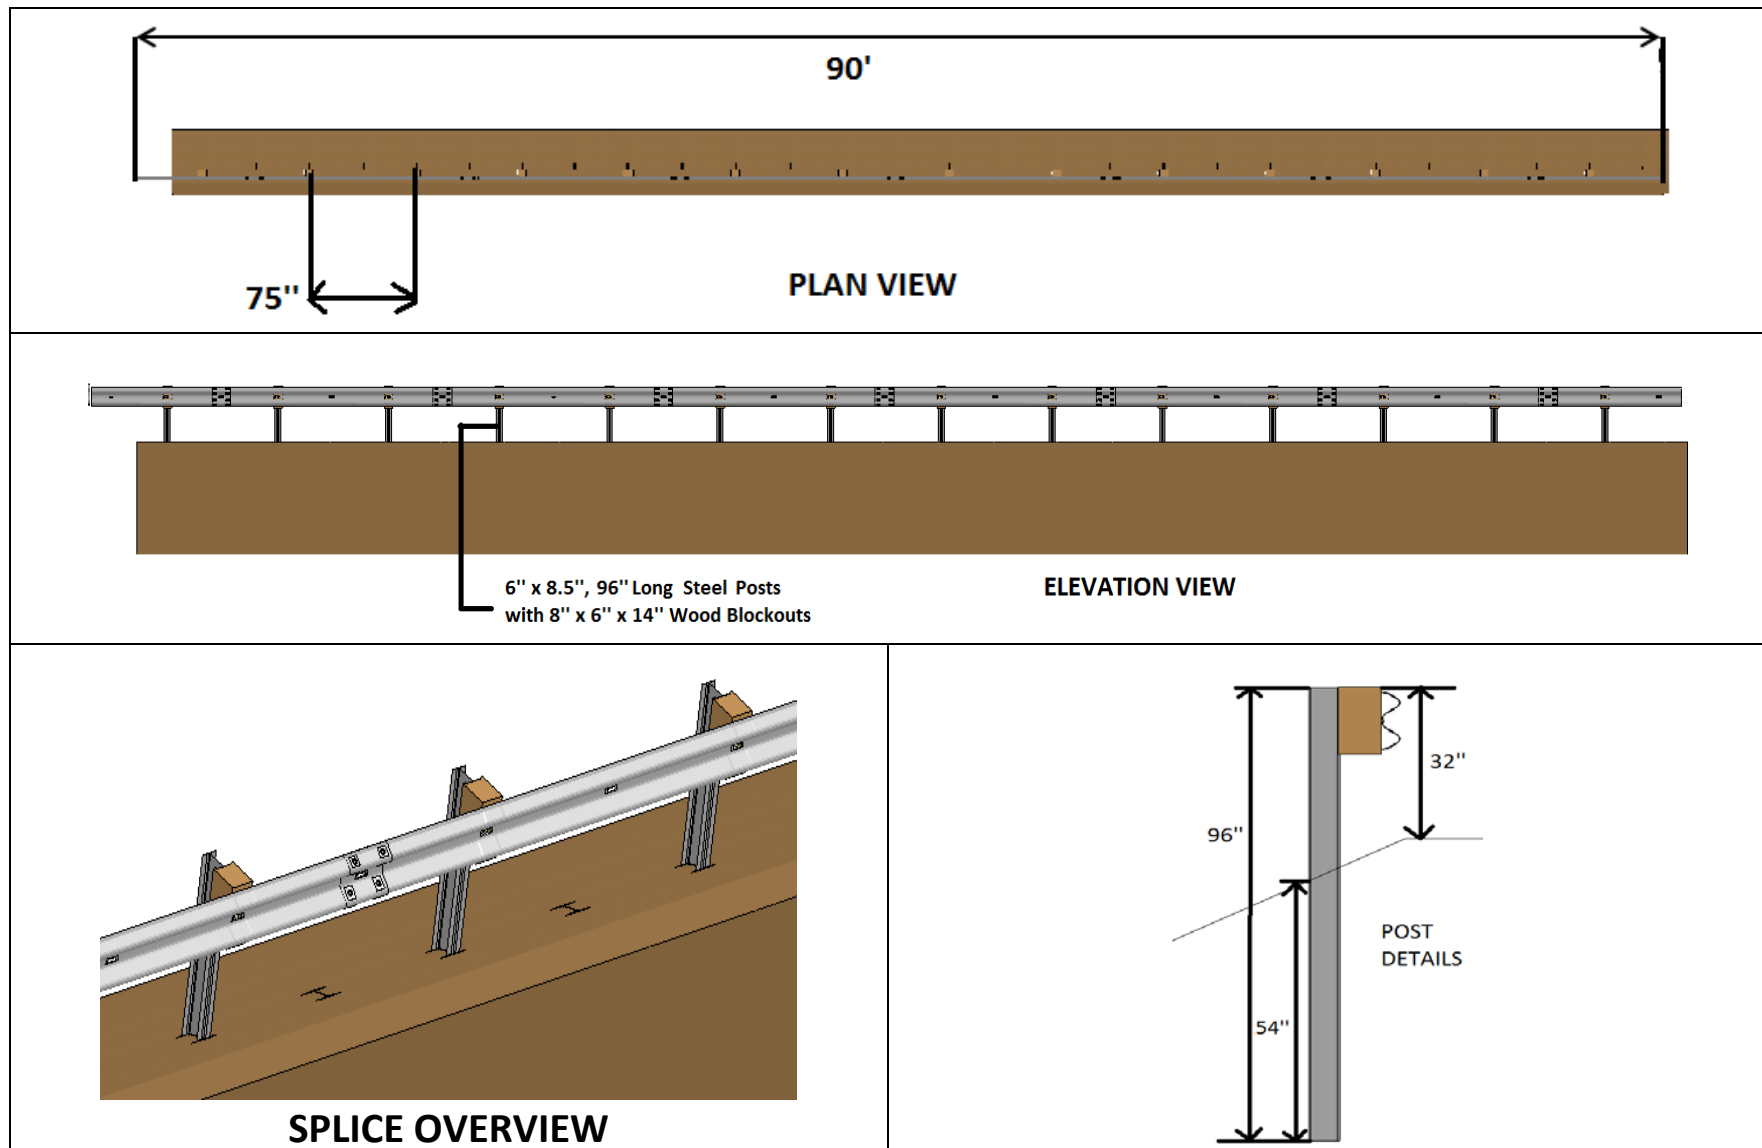 90'
75''
PLAN VIEW
6'' x 8.5'', 96'' Long Steel Posts
with 8'' x 6'' x 14'' Wood Blockouts
ELEVATION VIEW
SPLICE OVERVIEW
32''
96''
POST
DETAILS
54''